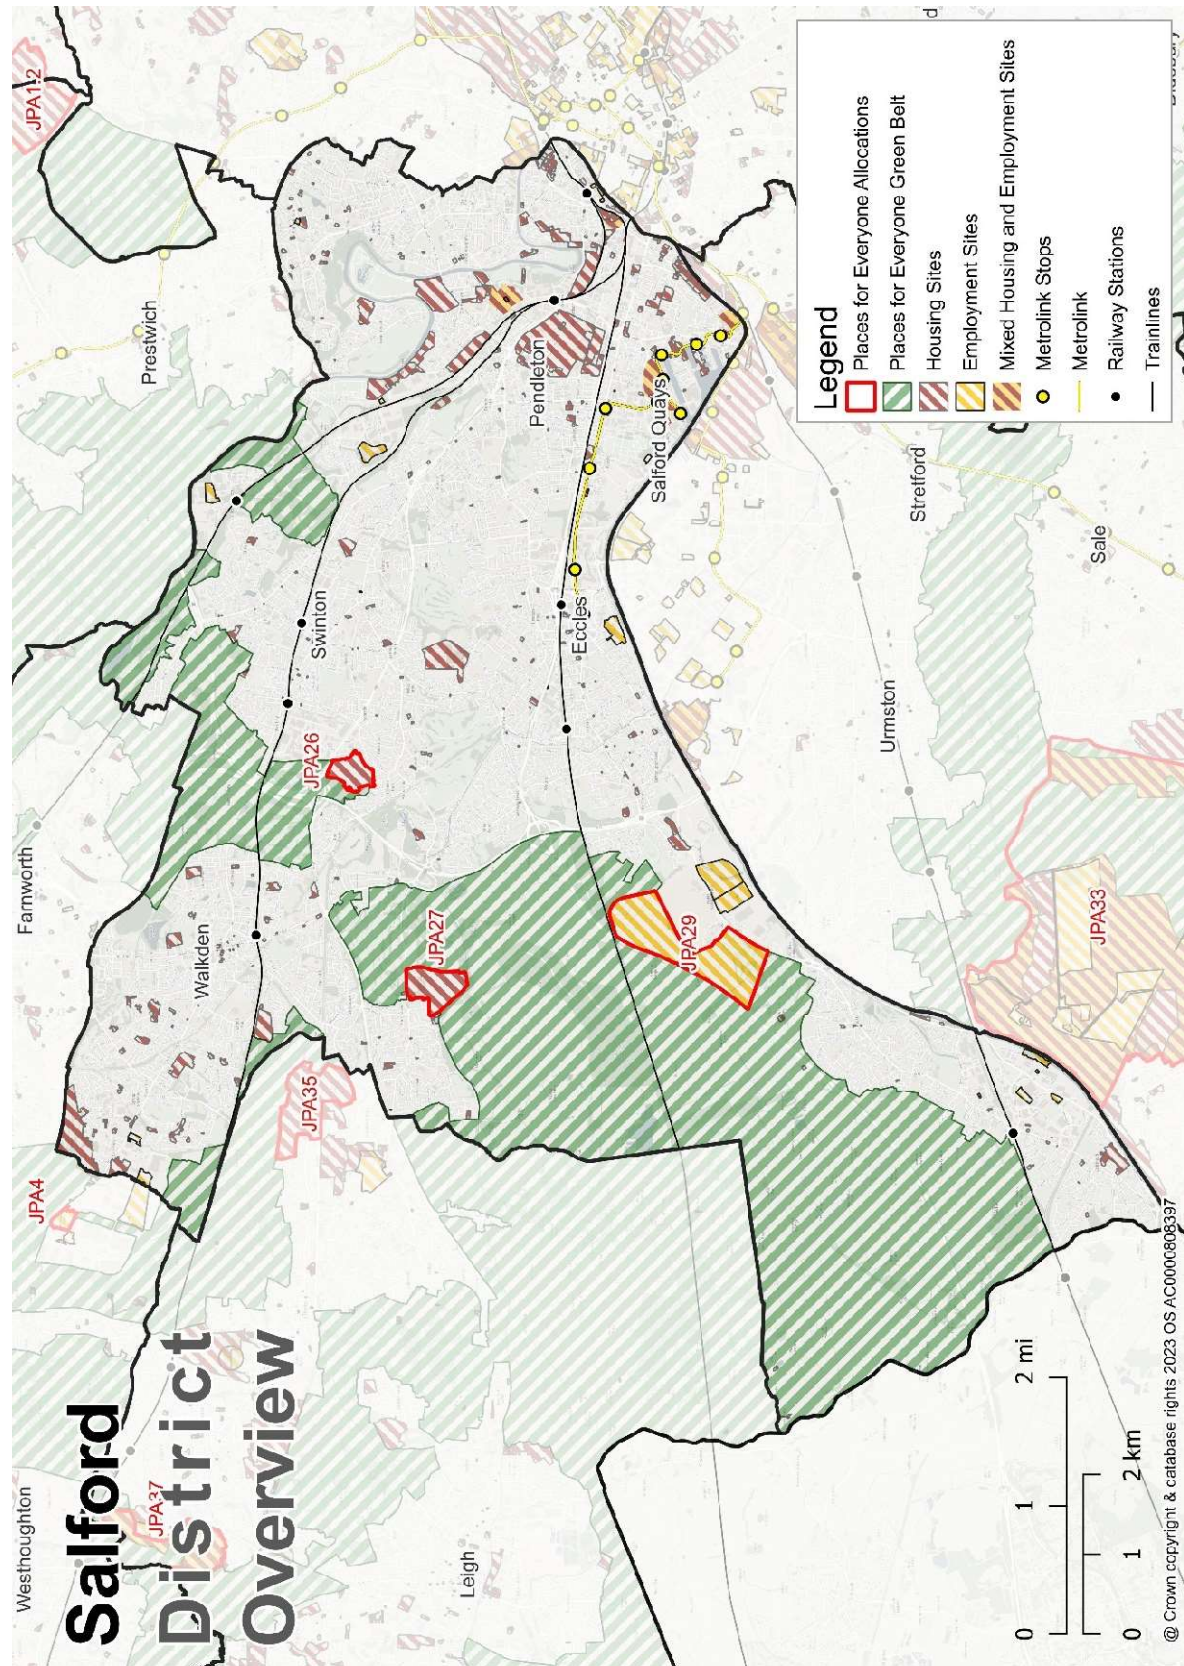 Salford
District
Overview
Westhoughton
JPA37
JPA4
JPA35
Farnworth
Walkden
JPA26
JPA27
Swinton
Prestwich
JPA1.2
Leigh
JPA29
Eccles
Pendleton
Salford Quays
Urmston
Stretford
Sale
JPA33
d
Legend
Places for Everyone Allocations
Places for Everyone Green Belt
Housing Sites
Employment Sites
Mixed Housing and Employment Sites
Metrolink Stops
Metrolink
Railway Stations
Trainlines
0 1 2 mi
0 1 2 km
@ Crown copyright & catabase rights 2023 OS AC0000808397